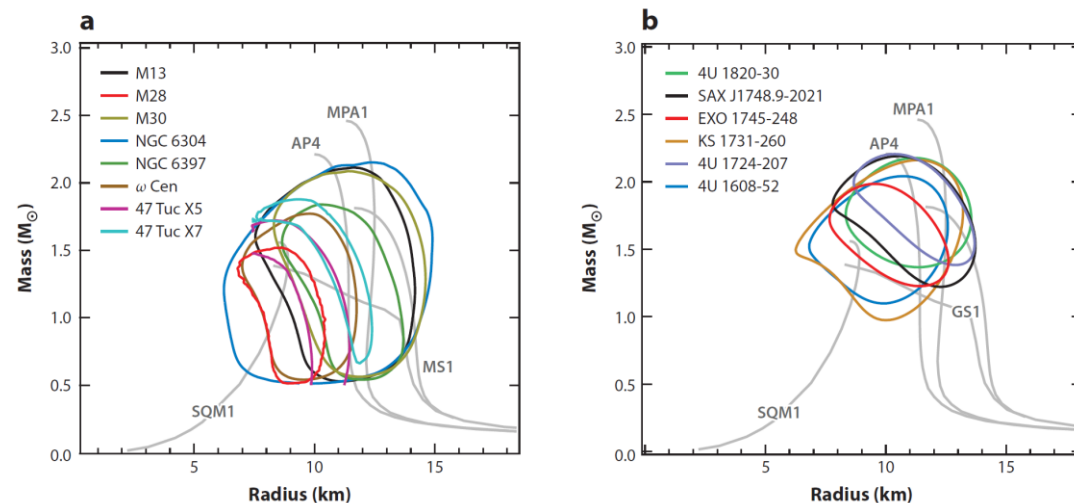 a
3.0
2.5
2.0
1.5
1.0
0.5
0.0
Mass (M⊙)
M13
M28
M30
NGC 6304
NGC 6397
ω Cen
47 Tuc X5
47 Tuc X7
MPA1
AP4
MS1
SQM1
5
10
15
Radius (km)
b
3.0
2.5
2.0
1.5
1.0
0.5
0.0
Mass (M⊙)
4U 1820-30
SAX J1748.9-2021
EXO 1745-248
KS 1731-260
4U 1724-207
4U 1608-52
MPA1
AP4
GS1
SQM1
5
10
15
Radius (km)